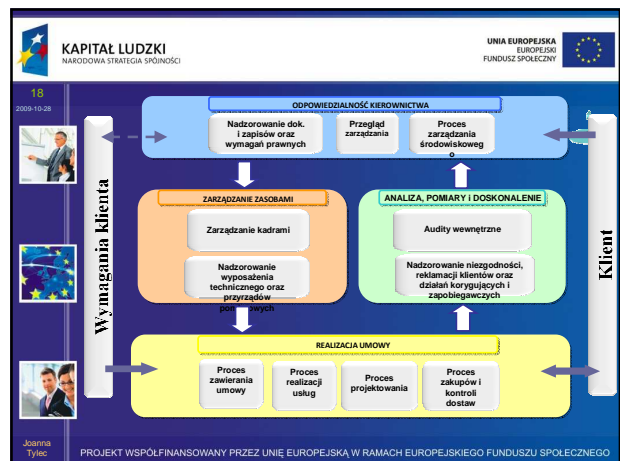 KAPITAŁ LUDZKI
NARODOWA STRATEGIA SPÓJNOŚCI
UNIA EUROPEJSKA
EUROPEJSKI
FUNDUSZ SPOŁECZNY
18
2009-10-28
ODPOWIEDZIALNOŚĆ KIEROWNICTWA
Nadzorowanie dok.
i zapisów oraz
wymagań prawnych
Przegląd
zarządzania
Proces
zarządzania
środowiskoweg
o
Wymagania klienta
Klient
ZARZĄDZANIE ZASOBAMI
Zarządzanie kadrami
Nadzorowanie
wyposażenia
technicznego oraz
przyrządów
ANALIZA, POMIARY i DOSKONALENIE
Audity wewnętrzne
Nadzorowanie niezgodności,
reklamacji klientów oraz
działań korygujących i
zapobiegawczych
REALIZACJA UMOWY
Proces
zawierania
umowy
Proces
realizacji
usług
Proces
projektowania
Proces
zakupów i
kontroli
dostaw
Joanna
Tylec
PROJEKT WSPÓŁFINANSOWANY PRZEZ UNIĘ EUROPEJSKĄ W RAMACH EUROPEJSKIEGO FUNDUSZU SPOŁECZNEGO